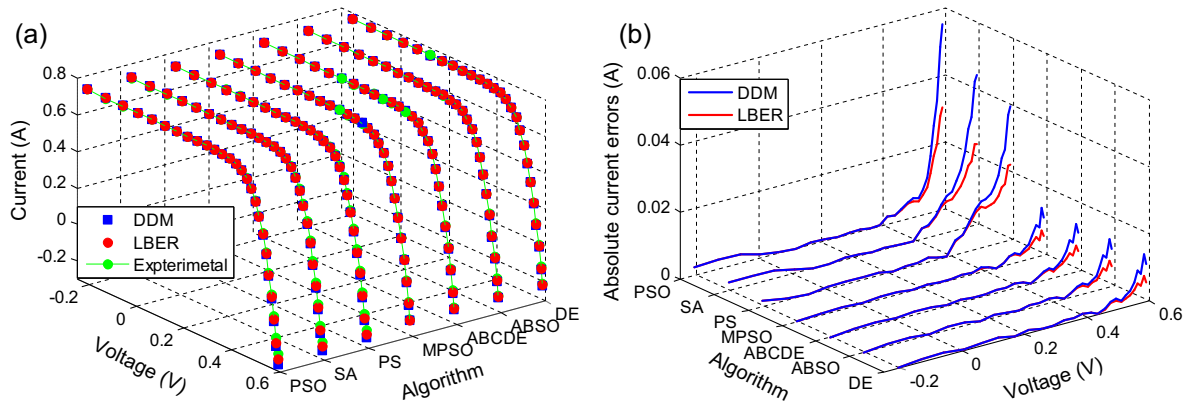 (a)
0.8
0.6
0.4
0.2
0
-0.2
Current (A)
DDM
LBER
Expterimetal
-0.2
0
0.2
0.4
0.6
Voltage (V)
PSO
SA
PS
MPSO
ABCDE
ABSO
DE
Algorithm
(b)
0.06
0.04
0.02
0
Absolute current errors (A)
DDM
LBER
PSO
SA
PS
MPSO
ABCDE
ABSO
DE
Algorithm
-0.2
0
0.2
0.4
0.6
Voltage (V)